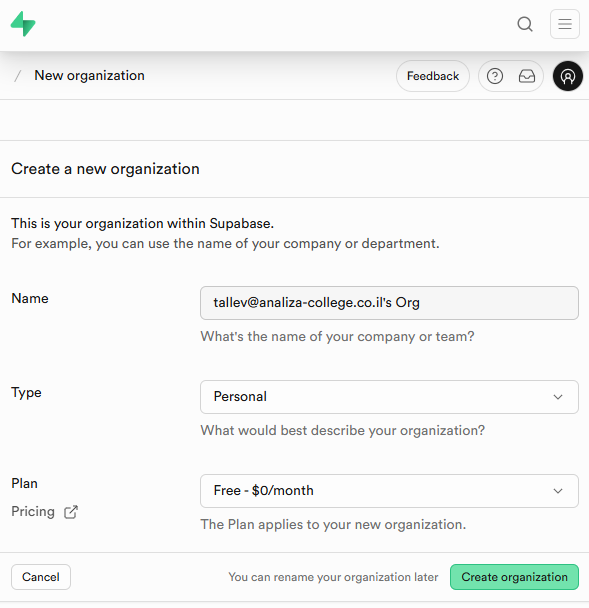 / New organization
Feedback
Create a new organization
This is your organization within Supabase.
For example, you can use the name of your company or department.
Name
tallev@analiza-college.co.il's Org
What's the name of your company or team?
Type
Personal
What would best describe your organization?
Plan
Free - $0/month
Pricing
The Plan applies to your new organization.
Cancel
You can rename your organization later
Create organization